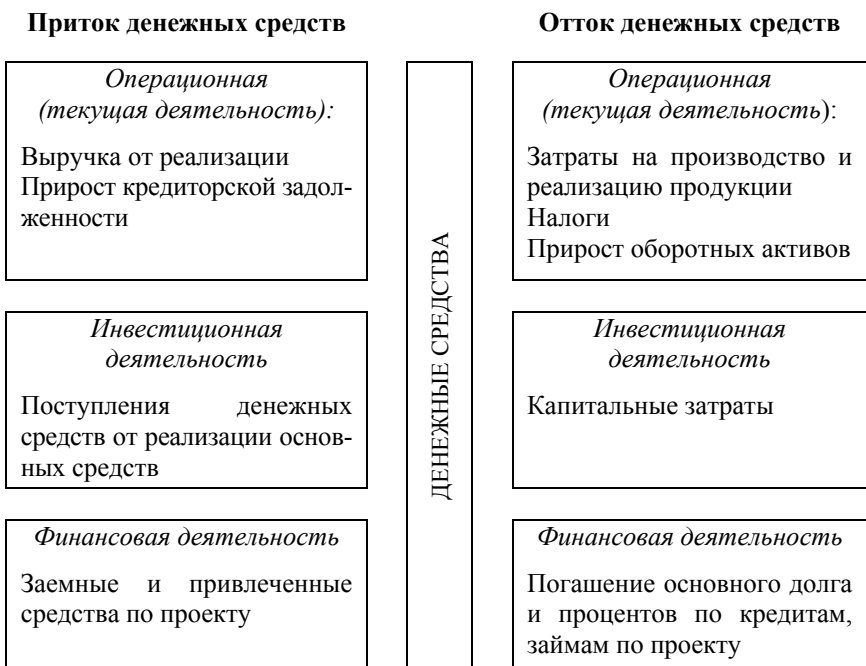 Приток денежных средств
Операционная
(текущая деятельность):
Выручка от реализации
Прирост кредиторской задол-
женности
Инвестиционная
деятельность
Поступления денежных
средств от реализации основ-
ных средств
Финансовая деятельность
Заемные и привлеченные
средства по проекту
ДЕНЕЖНЫЕ СРЕДСТВА
Отток денежных средств
Операционная
(текущая деятельность):
Затраты на производство и
реализацию продукции
Налоги
Прирост оборотных активов
Инвестиционная
деятельность
Капитальные затраты
Финансовая деятельность
Погашение основного долга
и процентов по кредитам,
займам по проекту